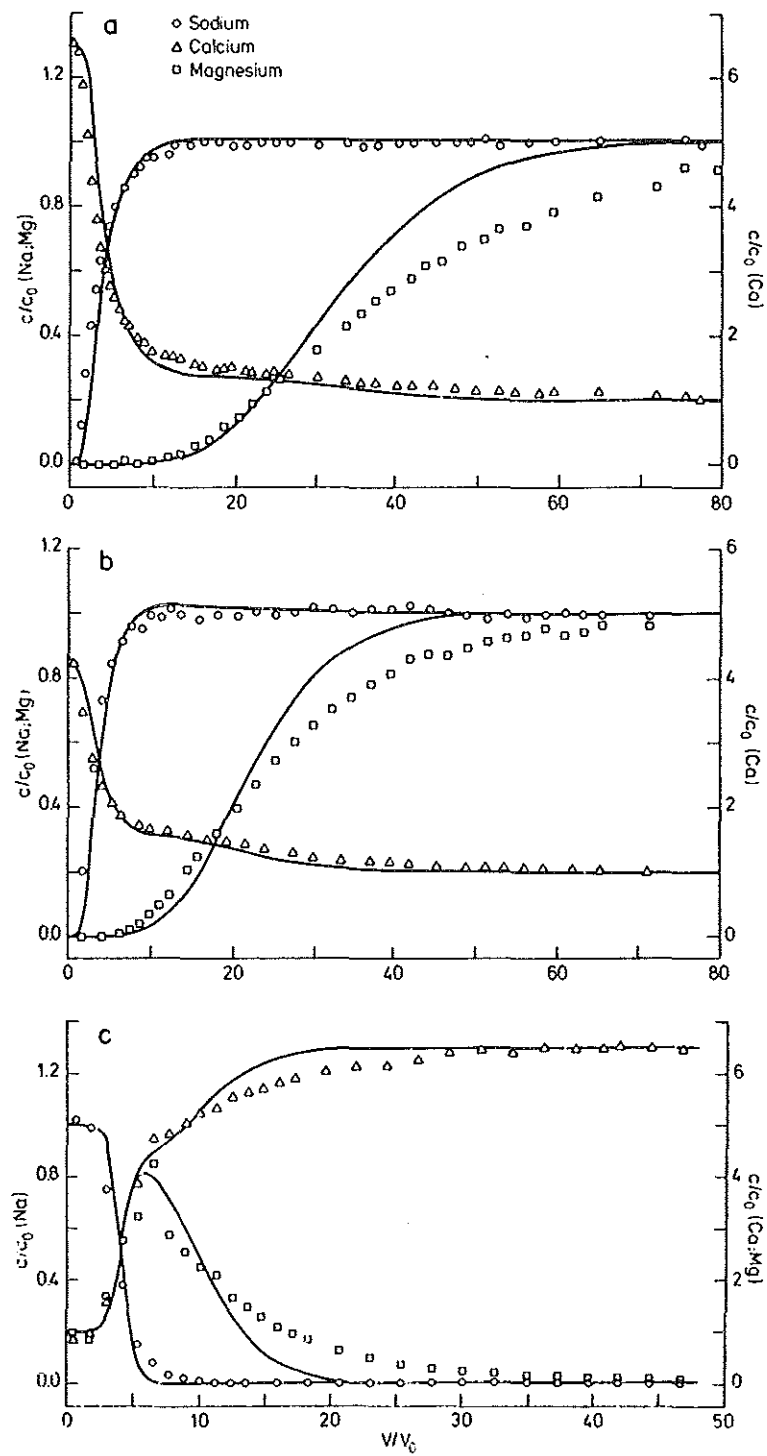 a
○ Sodium
△ Calcium
□ Magnesium
1.2
0.8
0.4
0.0
c/c₀ (Na;Mg)
6
4
2
0
c/c₀ (Ca)
0 20 40 60 80
b
1.2
0.8
0.4
0.0
c/c₀ (Na;Mg)
6
4
2
0
c/c₀ (Ca)
0 20 40 60 80
c
1.2
0.8
0.4
0.0
c/c₀ (Na)
6
4
2
0
c/c₀ (Ca;Mg)
0 10 20 30 40 50
V/V₀